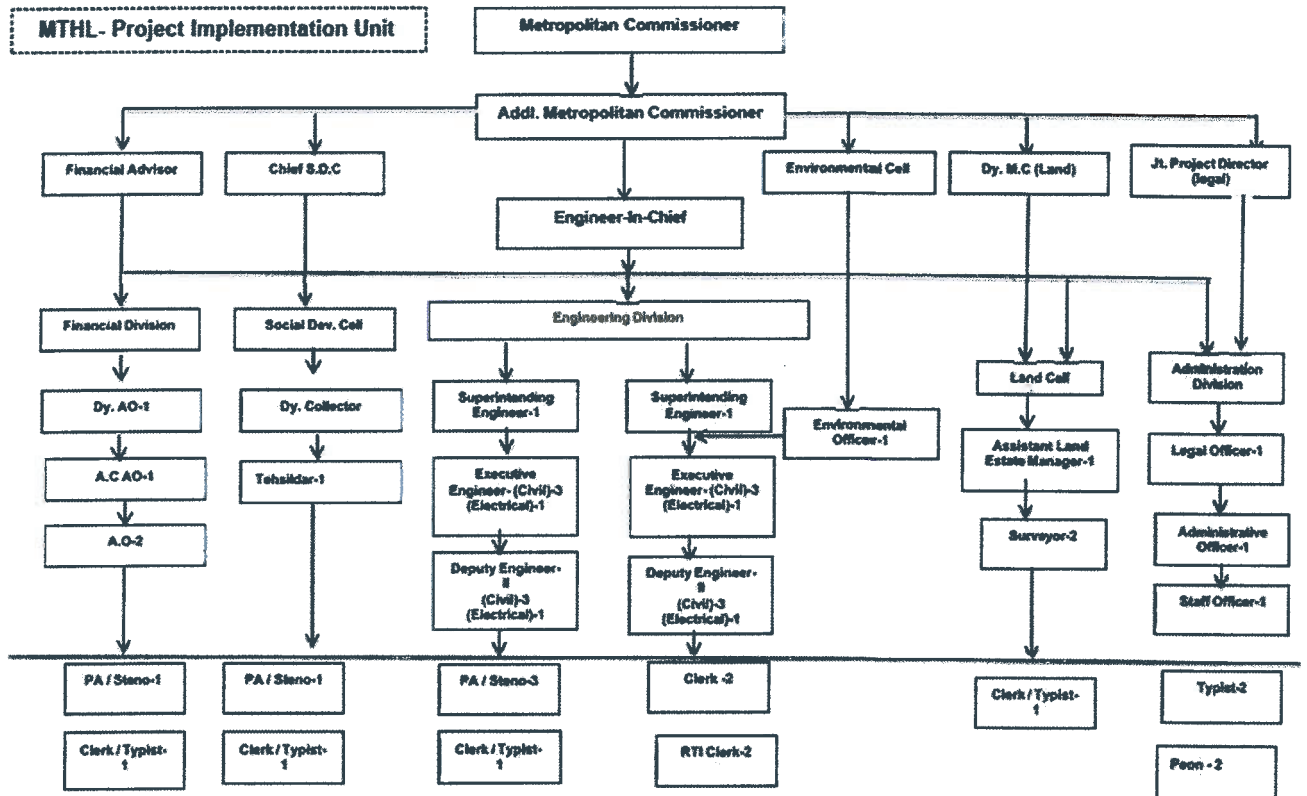 MTHL- Project Implementation Unit
Metropolitan Commissioner
Addl. Metropolitan Commissioner
Financial Advisor
Chief S.D.C
Environmental Cell
Dy. M.C (Land)
Jt. Project Director
(legal)
Engineer-In-Chief
Financial Division
Social Dev. Cell
Engineering Division
Land Cell
Administration
Division
Dy. AO-1
Dy. Collector
Superintending
Engineer-1
Superintending
Engineer-1
Environmental
Officer-1
Assistant Land
Estate Manager-1
Legal Officer-1
A.C AO-1
Tehsildar-1
Executive
Engineer- (Civil)-3
(Electrical)-1
Executive
Engineer- (Civil)-3
(Electrical)-1
A.O-2
Surveyor-2
Administrative
Officer-1
Deputy Engineer-
II
(Civil)-3
(Electrical)-1
Deputy Engineer-
II
(Civil)-3
(Electrical)-1
Staff Officer-1
PA / Steno-1
PA / Steno-1
PA / Steno-3
Clerk -2
Clerk / Typist-
1
Typist-2
Clerk / Typist-
1
Clerk / Typist-
1
Clerk / Typist-
1
RTI Clerk-2
Peon - 2